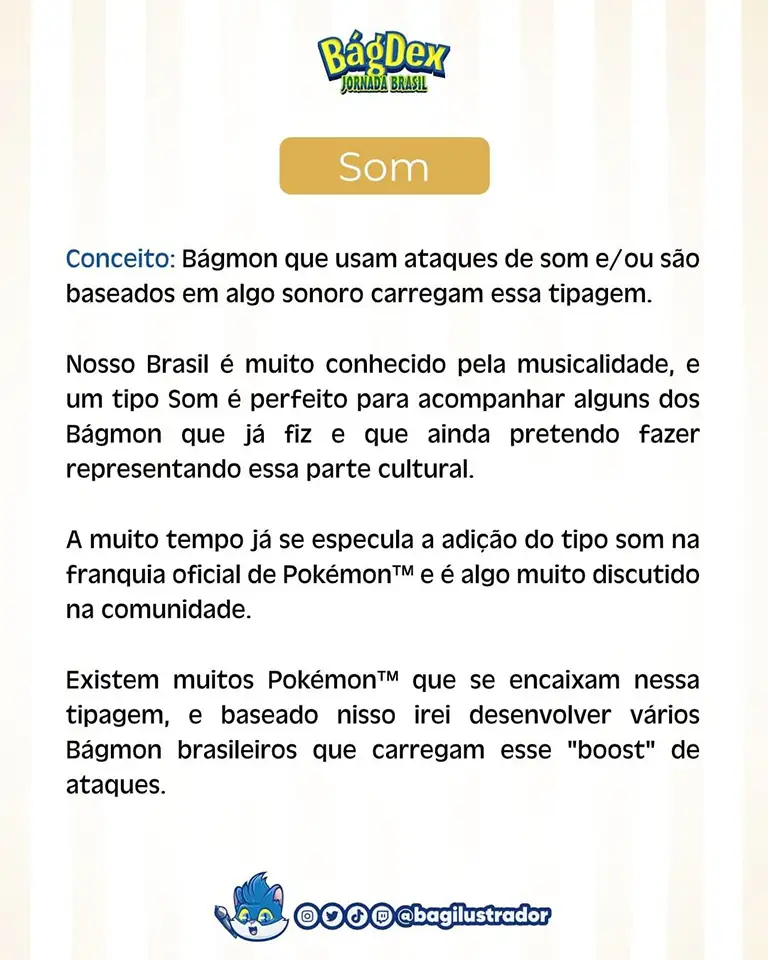 BágDex
JORNADA BRASIL
Som
Conceito: Bágmon que usam ataques de som e/ou são
baseados em algo sonoro carregam essa tipagem.
Nosso Brasil é muito conhecido pela musicalidade, e
um tipo Som é perfeito para acompanhar alguns dos
Bágmon que já fiz e que ainda pretendo fazer
representando essa parte cultural.
A muito tempo já se especula a adição do tipo som na
franquia oficial de Pokémon™ e é algo muito discutido
na comunidade.
Existem muitos Pokémon™ que se encaixam nessa
tipagem, e baseado nisso irei desenvolver vários
Bágmon brasileiros que carregam esse "boost" de
ataques.
@bagilustrador